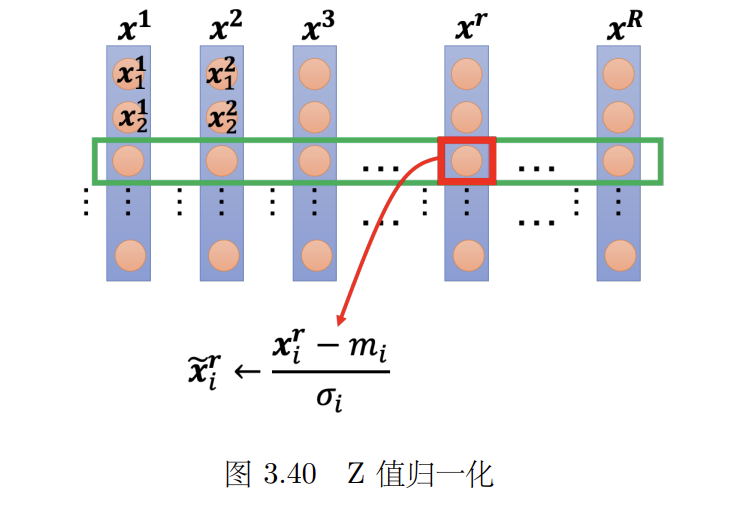 x¹ x² x³ xʳ xᴿ
x₁¹ x₁²
x₂¹ x₂²
... ...
⋮ ⋮ ⋮ ⋮ ⋮ ⋮ ⋮ ⋮ ⋮ ⋮
... ...
x̃ᵢʳ ← (xᵢʳ − mᵢ) / σᵢ
图 3.40 Z 值归一化